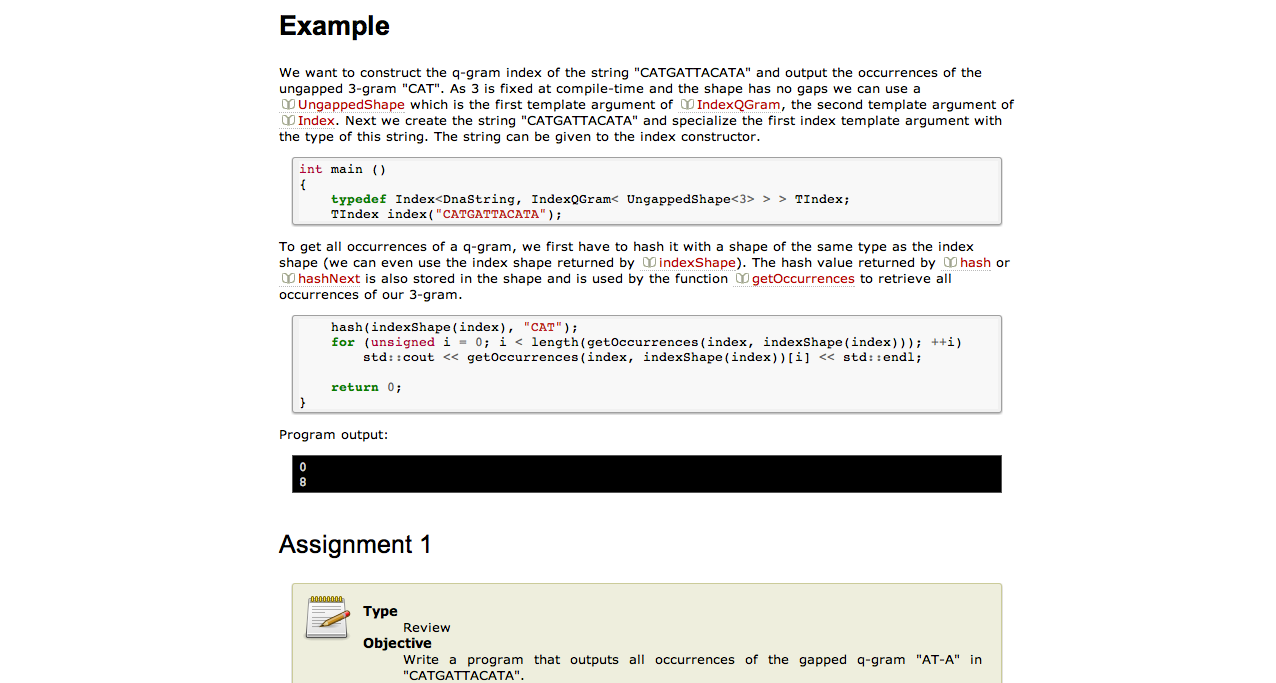 Example
We want to construct the q-gram index of the string "CATGATTACATA" and output the occurrences of the
ungapped 3-gram "CAT". As 3 is fixed at compile-time and the shape has no gaps we can use a
UngappedShape which is the first template argument of IndexQGram, the second template argument of
Index. Next we create the string "CATGATTACATA" and specialize the first index template argument with
the type of this string. The string can be given to the index constructor.
int main ()
{
    typedef Index<DnaString, IndexQGram< UngappedShape<3> > > TIndex;
    TIndex index("CATGATTACATA");
To get all occurrences of a q-gram, we first have to hash it with a shape of the same type as the index
shape (we can even use the index shape returned by indexShape). The hash value returned by hash or
hashNext is also stored in the shape and is used by the function getOccurrences to retrieve all
occurrences of our 3-gram.
    hash(indexShape(index), "CAT");
    for (unsigned i = 0; i < length(getOccurrences(index, indexShape(index))); ++i)
        std::cout << getOccurrences(index, indexShape(index))[i] << std::endl;
    return 0;
}
Program output:
0
8
Assignment 1
Type
Review
Objective
Write a program that outputs all occurrences of the gapped q-gram "AT-A" in
"CATGATTACATA".